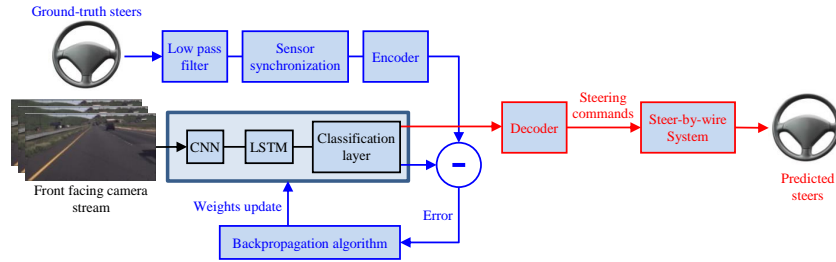 Ground-truth steers
Low pass
filter
Sensor
synchronization
Encoder
CNN
LSTM
Classification
layer
Decoder
Steering
commands
Steer-by-wire
System
Predicted
steers
Front facing camera
stream
Weights update
Error
Backpropagation algorithm